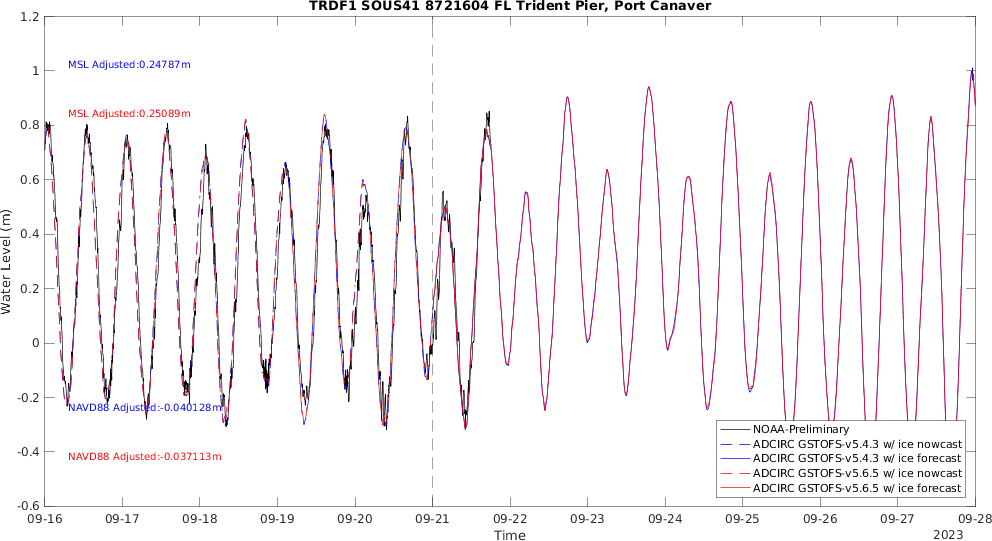 TRDF1 SOUS41 8721604 FL Trident Pier, Port Canaver
1.2
1
0.8
0.6
0.4
0.2
0
-0.2
-0.4
-0.6
Water Level (m)
MSL Adjusted:0.24787m
MSL Adjusted:0.25089m
NAVD88 Adjusted:-0.040128m
NAVD88 Adjusted:-0.037113m
NOAA-Preliminary
ADCIRC GSTOFS-v5.4.3 w/ ice nowcast
ADCIRC GSTOFS-v5.4.3 w/ ice forecast
ADCIRC GSTOFS-v5.6.5 w/ ice nowcast
ADCIRC GSTOFS-v5.6.5 w/ ice forecast
09-16 09-17 09-18 09-19 09-20 09-21 09-22 09-23 09-24 09-25 09-26 09-27 09-28
Time
2023